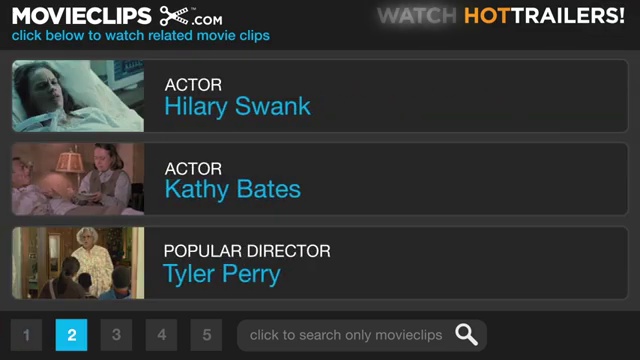 MOVIECLIPS .COM
WATCH HOTTRAILERS!
click below to watch related movie clips
ACTOR
Hilary Swank
ACTOR
Kathy Bates
POPULAR DIRECTOR
Tyler Perry
1 2 3 4 5
click to search only movieclips